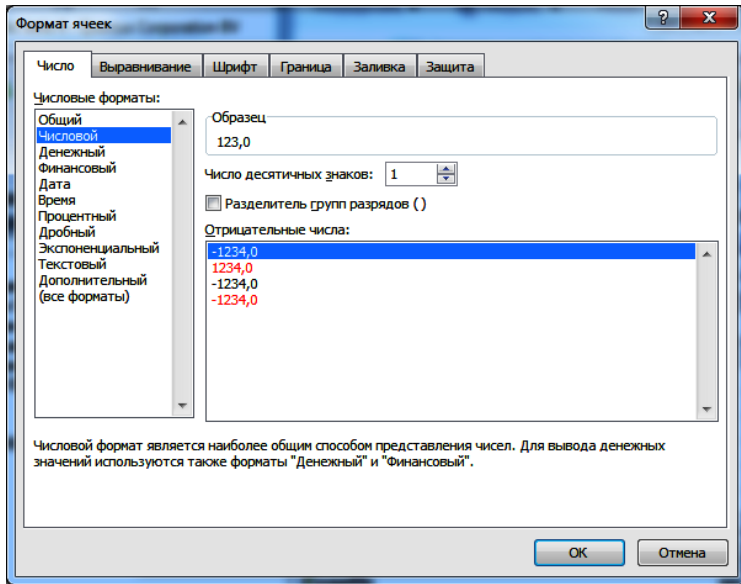 Формат ячеек
Число Выравнивание Шрифт Граница Заливка Защита
Числовые форматы:
Общий
Числовой
Денежный
Финансовый
Дата
Время
Процентный
Дробный
Экспоненциальный
Текстовый
Дополнительный
(все форматы)
Образец
123,0
Число десятичных знаков: 1
Разделитель групп разрядов ( )
Отрицательные числа:
-1234,0
1234,0
-1234,0
-1234,0
Числовой формат является наиболее общим способом представления чисел. Для вывода денежных
значений используются также форматы "Денежный" и "Финансовый".
ОК Отмена